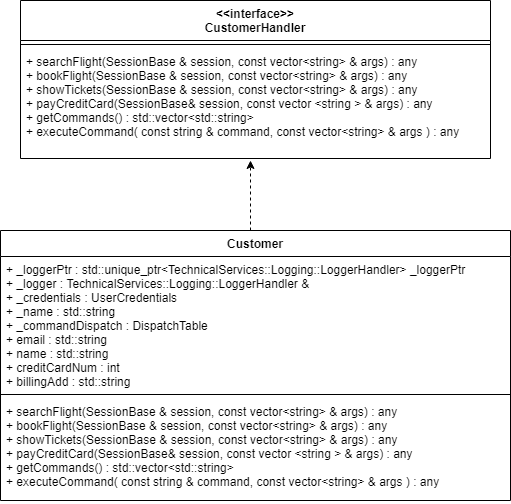 <<interface>>
CustomerHandler
+ searchFlight(SessionBase & session, const vector<string> & args) : any
+ bookFlight(SessionBase & session, const vector<string> & args) : any
+ showTickets(SessionBase & session, const vector<string> & args) : any
+ payCreditCard(SessionBase& session, const vector <string > & args) : any
+ getCommands() : std::vector<std::string>
+ executeCommand( const string & command, const vector<string> & args ) : any
Customer
+ _loggerPtr : std::unique_ptr<TechnicalServices::Logging::LoggerHandler> _loggerPtr
+ _logger : TechnicalServices::Logging::LoggerHandler &
+ _credentials : UserCredentials
+ _name : std::string
+ _commandDispatch : DispatchTable
+ email : std::string
+ name : std::string
+ creditCardNum : int
+ billingAdd : std::string
+ searchFlight(SessionBase & session, const vector<string> & args) : any
+ bookFlight(SessionBase & session, const vector<string> & args) : any
+ showTickets(SessionBase & session, const vector<string> & args) : any
+ payCreditCard(SessionBase& session, const vector <string > & args) : any
+ getCommands() : std::vector<std::string>
+ executeCommand( const string & command, const vector<string> & args ) : any